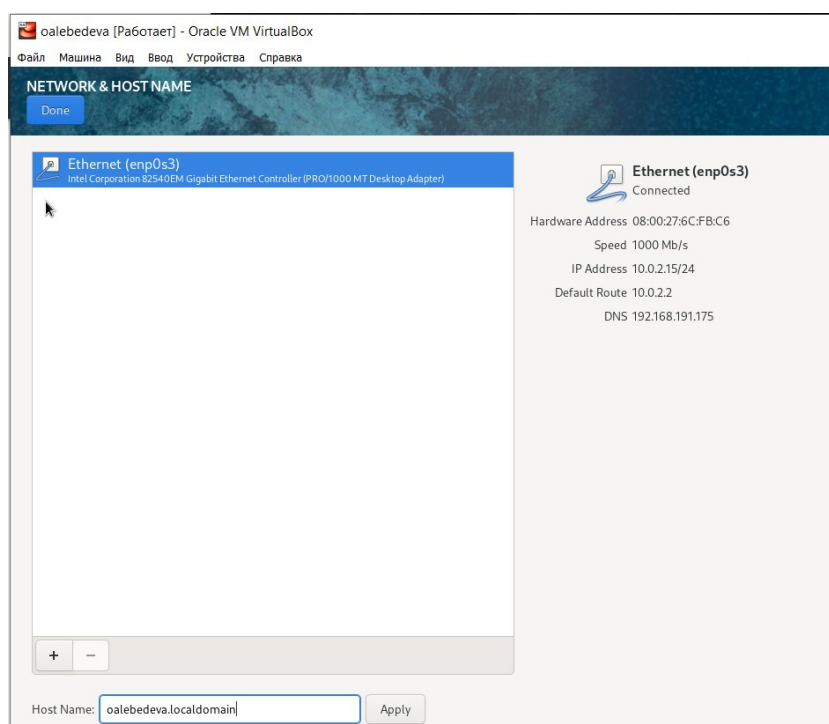 oalebedeva [Работает] - Oracle VM VirtualBox
Файл Машина Вид Ввод Устройства Справка
NETWORK & HOST NAME
Done
Ethernet (enp0s3)
Intel Corporation 82540EM Gigabit Ethernet Controller (PRO/1000 MT Desktop Adapter)
Ethernet (enp0s3)
Connected
Hardware Address 08:00:27:6C:FB:C6
Speed 1000 Mb/s
IP Address 10.0.2.15/24
Default Route 10.0.2.2
DNS 192.168.191.175
+ −
Host Name: oalebedeva.localdomain Apply